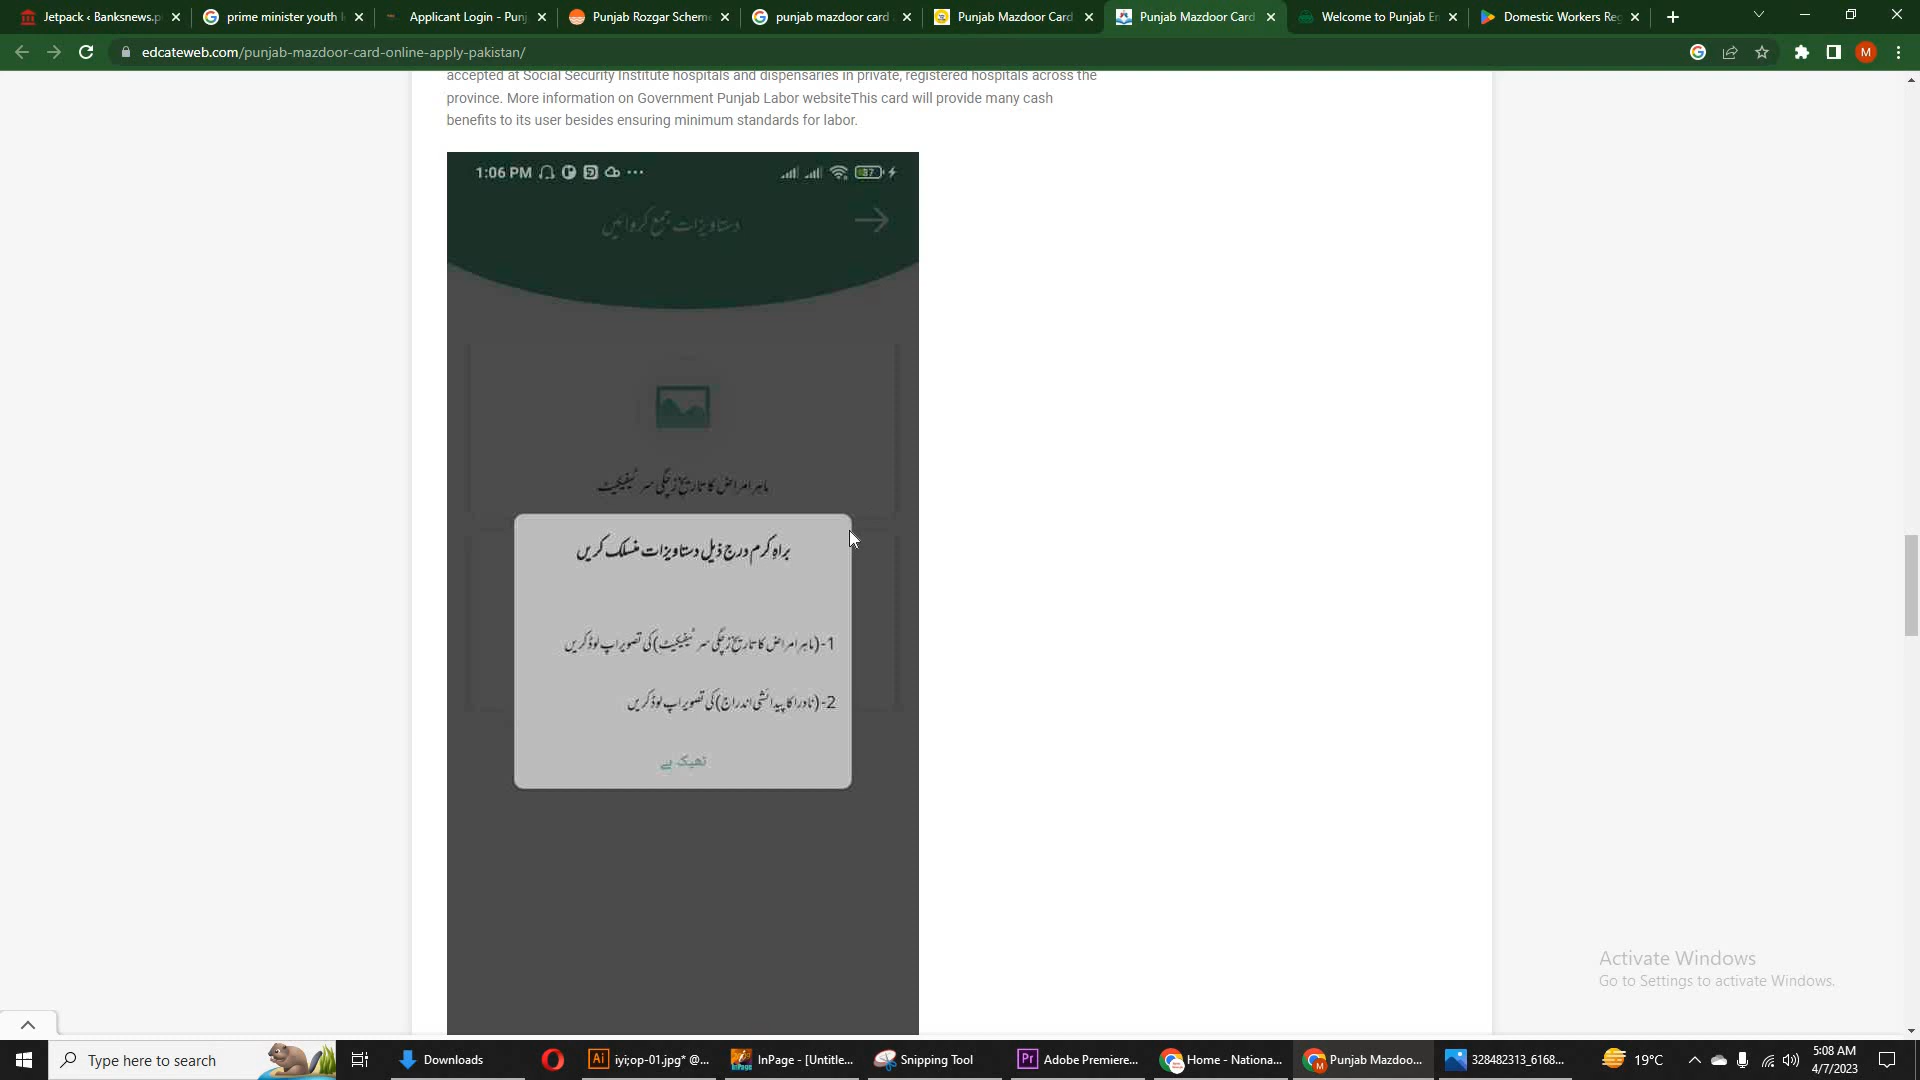 Jetpack ‹ Banksnews.p
prime minister youth l
Applicant Login - Punj
Punjab Rozgar Scheme
punjab mazdoor card
Punjab Mazdoor Card
Punjab Mazdoor Card
Welcome to Punjab Em
Domestic Workers Reg
edcateweb.com/punjab-mazdoor-card-online-apply-pakistan/
M
accepted at Social Security Institute hospitals and dispensaries in private, registered hospitals across the
province. More information on Government Punjab Labor websiteThis card will provide many cash
benefits to its user besides ensuring minimum standards for labor.
1:06 PM
87
دستاویزات جمع کروائیں
ماہر امراض کا تاریخ زچگی سرٹیفیکیٹ
براہ کرم درج ذیل دستاویزات منسلک کریں
1-(ماہر امراض کا تاریخ زچگی سرٹیفیکیٹ) کی تصویر اپ لوڈ کریں
2-(نادرا کا پیدائشی اندراج) کی تصویر اپ لوڈ کریں
ٹھیک ہے
Activate Windows
Go to Settings to activate Windows.
Type here to search
Downloads
iyi;op-01.jpg* @...
InPage - [Untitle...
Snipping Tool
Adobe Premiere...
Home - Nationa...
Punjab Mazdoo...
328482313_6168...
19°C
5:08 AM
4/7/2023